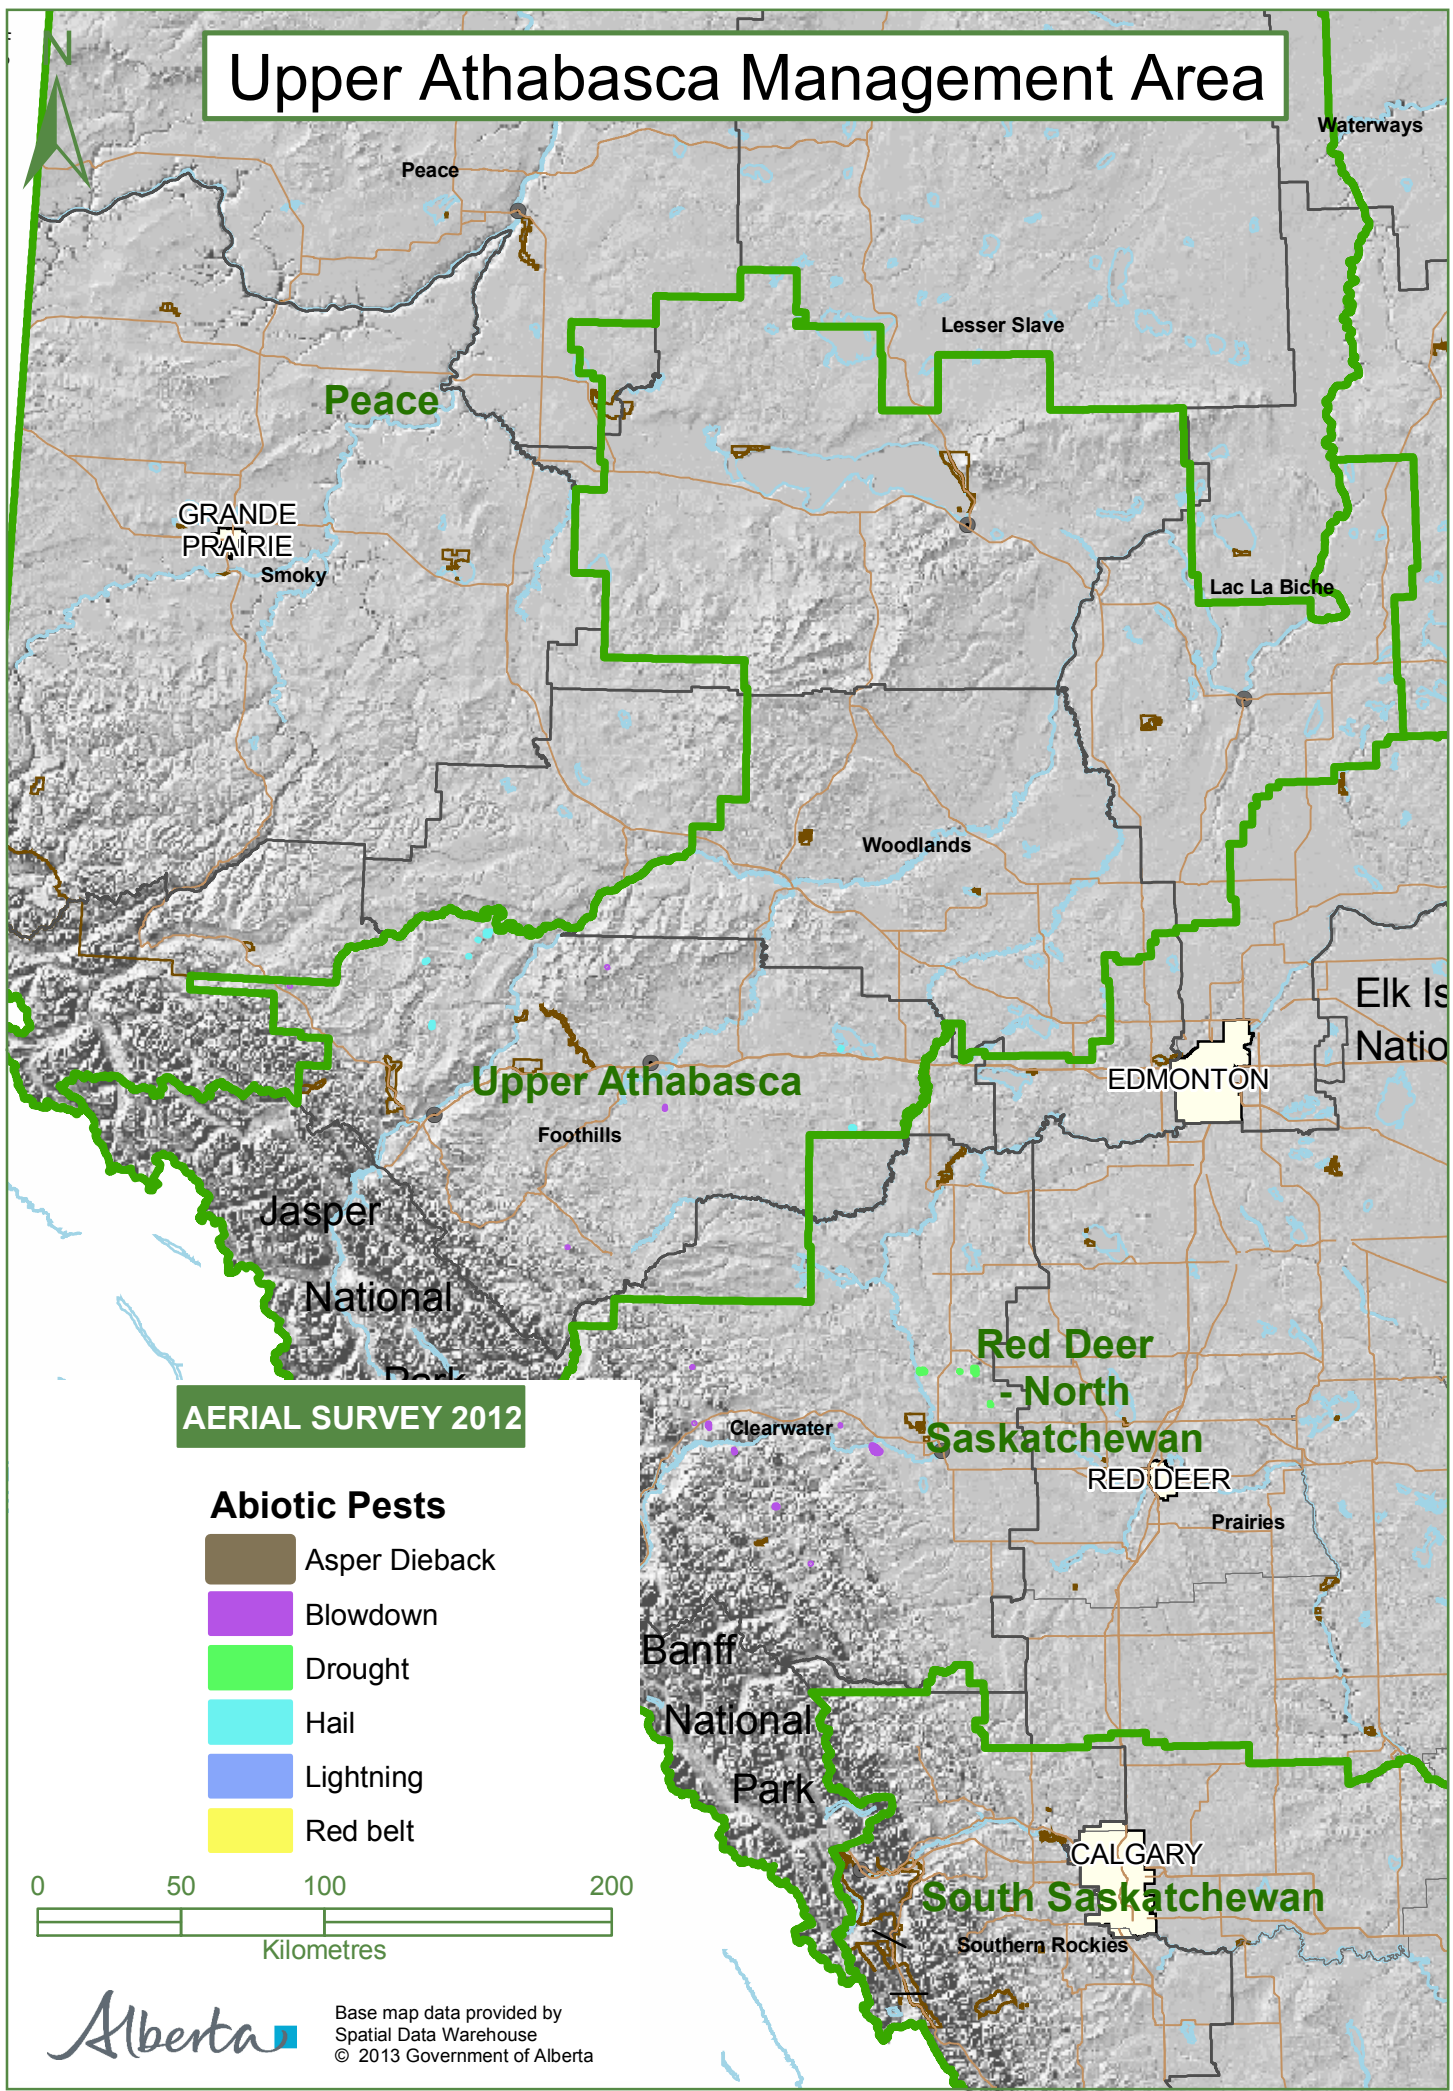 N
Upper Athabasca Management Area
Waterways
Peace
Lesser Slave
Peace
GRANDE
PRAIRIE
Smoky
Lac La Biche
Woodlands
Elk Is
Natio
EDMONTON
Upper Athabasca
Foothills
Jasper
National
Park
Red Deer
- North
Saskatchewan
Clearwater
RED DEER
Prairies
Banff
National
Park
CALGARY
South Saskatchewan
Southern Rockies
AERIAL SURVEY 2012
Abiotic Pests
Asper Dieback
Blowdown
Drought
Hail
Lightning
Red belt
0 50 100 200
Kilometres
Alberta
Base map data provided by
Spatial Data Warehouse
© 2013 Government of Alberta